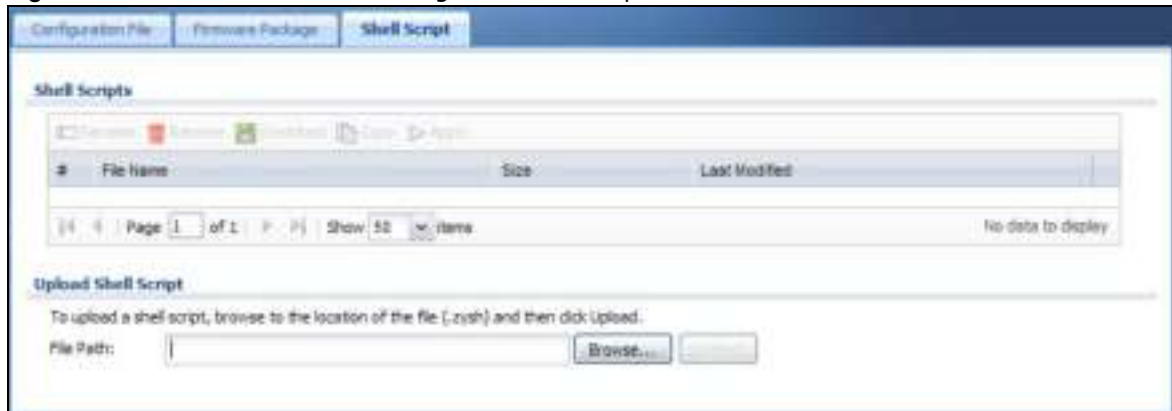 Configuration File Firmware Package Shell Script
Shell Scripts
Rename Remove Download Copy Apply
# File Name Size Last Modified
Page 1 of 1 Show 50 items No data to display
Upload Shell Script
To upload a shell script, browse to the location of the file (.zysh) and then click Upload.
File Path: Browse...